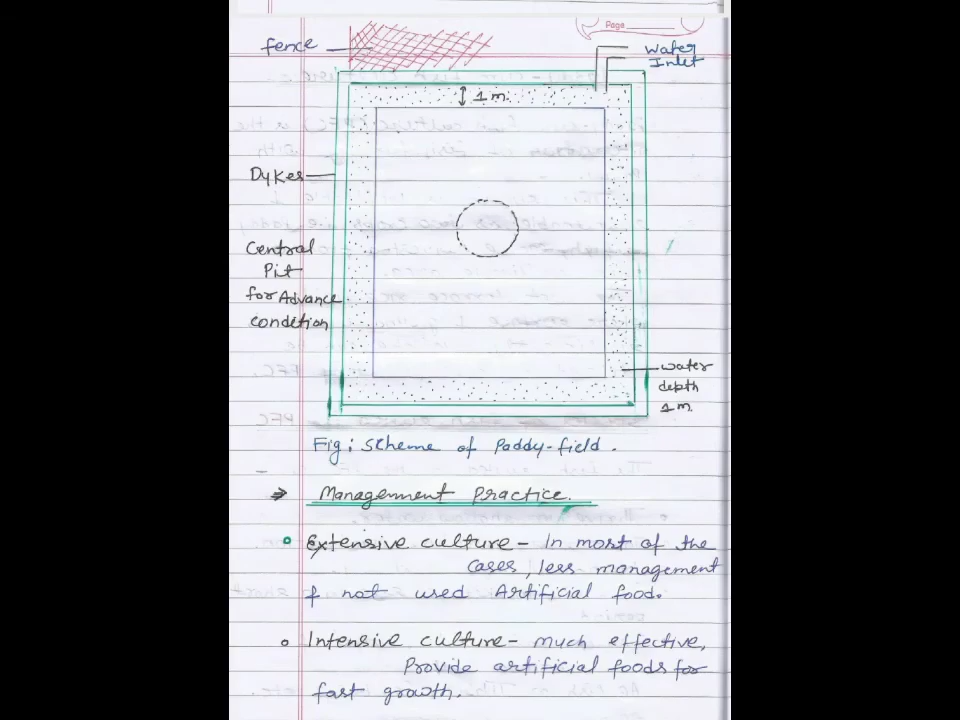 Page
fence
Water
Inlet
1 m.
Dykes
Central
Pit
for Advance
condition
water
depth
1 m.
Fig: Scheme of Paddy-field.
⇒ Management Practice.
Extensive culture - In most of the
cases, less management
& not used Artificial food.
Intensive culture - much effective,
Provide artificial foods for
fast growth.